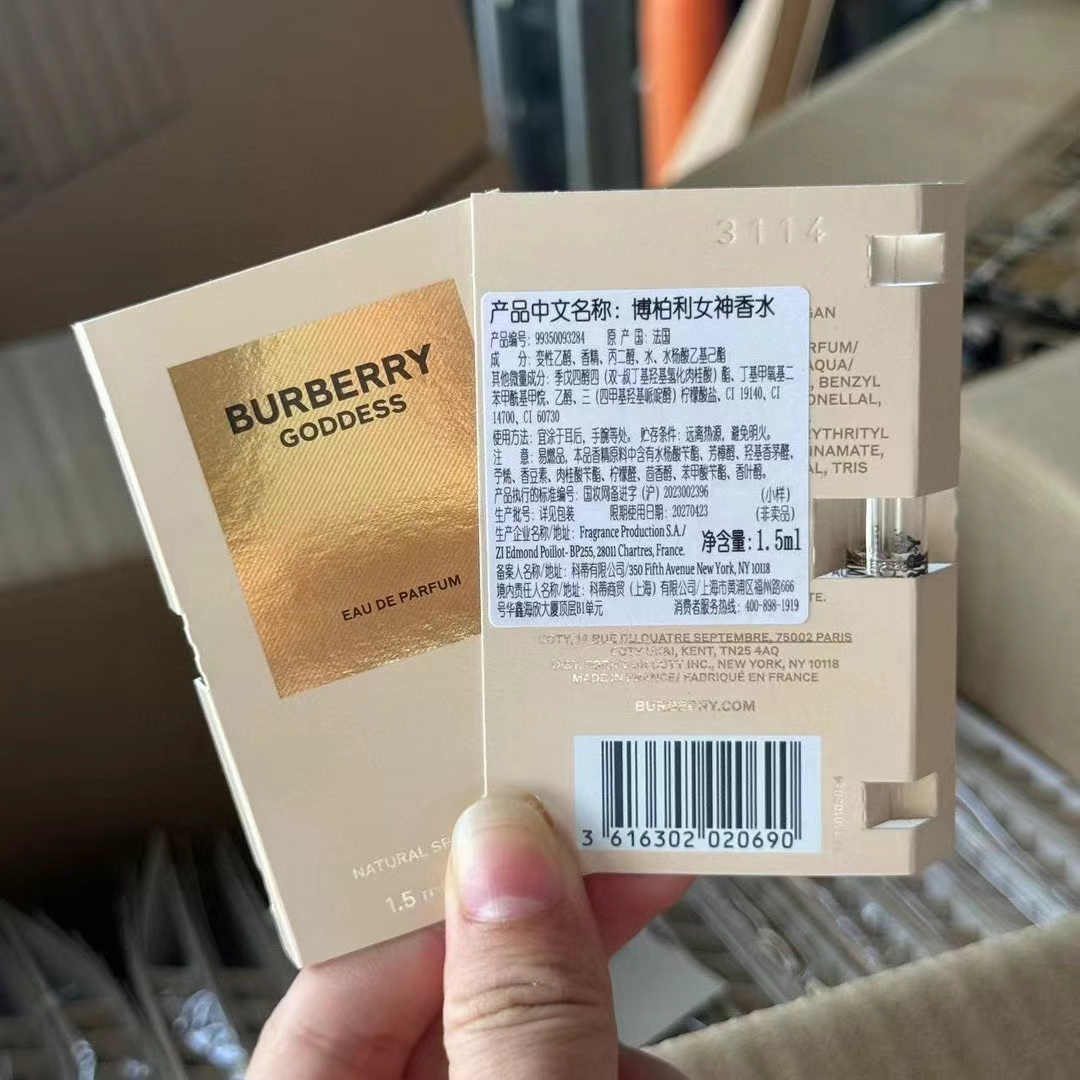 BURBERRY
GODDESS
EAU DE PARFUM
NATURAL
1.5
3114
产品中文名称：博柏利女神香水
产品编号：99350093284 原产国：法国
成 分：变性乙醇、香精、丙二醇、水、水杨酸乙基己酯
其他微量成分：季戊四醇四（双-叔丁基羟基氢化肉桂酸）酯、丁基甲氧基二
苯甲酰基甲烷、乙醇、三（四甲基羟基哌啶醇）柠檬酸盐、CI 19140、CI
14700、CI 60730
使用方法：宜涂于耳后，手腕等处。 贮存条件：远离热源，避免明火。
注 意：易燃品，本品香精原料中含有水杨酸苄酯、芳樟醇、羟基香茅醛、
苧烯、香豆素、肉桂酸苄酯、柠檬醛、茴香醇、苯甲酸苄酯、香叶醇。
产品执行的标准编号：国妆网备进字（沪）2023002396 （小样）
生产批号：详见包装 限期使用日期：20270423 （非卖品）
生产企业名称/地址：Fragrance Production S.A./
ZI Edmond Poillot- BP255, 28011 Chartres, France. 净含量：1.5ml
备案人名称/地址：科蒂有限公司/350 Fifth Avenue New York, NY 10118
境内责任人名称/地址：科蒂商贸（上海）有限公司/上海市黄浦区福州路666
号华鑫海欣大厦顶层B1单元 消费者服务热线：400-898-1919
RFUM/
AQUA/
, BENZYL
ONELLAL,
YTHRITYL
INAMATE,
AL, TRIS
TE.
COTY, 14 RUE DU QUATRE SEPTEMBRE, 75002 PARIS
COTY UK&I, KENT, TN25 4AQ
COTY INC., NEW YORK, NY 10118
MADE IN FRANCE/ FABRIQUÉ EN FRANCE
BURBERRY.COM
3 616302 020690